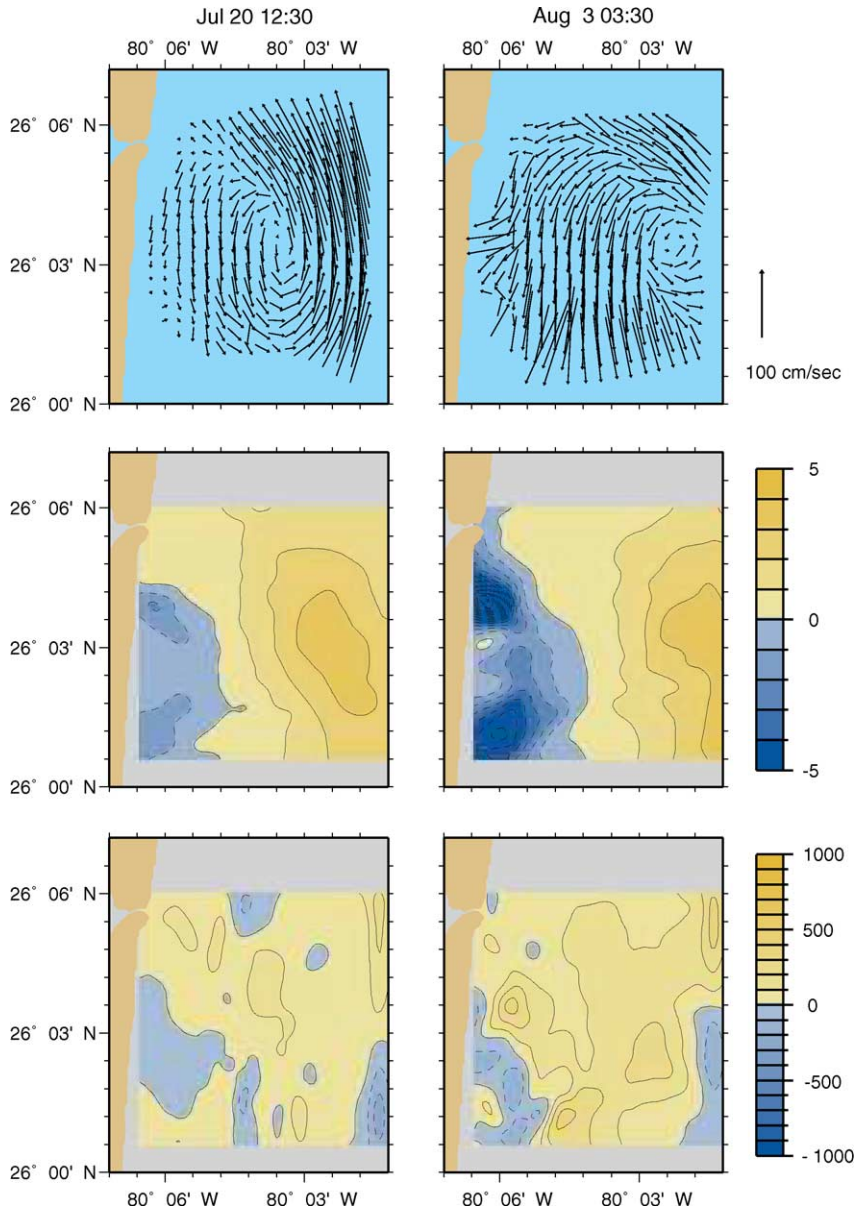 Jul 20 12:30
Aug 3 03:30
80° 06' W
80° 03' W
80° 06' W
80° 03' W
26° 06' N
26° 03' N
26° 00' N
100 cm/sec
26° 06' N
26° 03' N
26° 00' N
5
0
-5
26° 06' N
26° 03' N
26° 00' N
1000
500
0
-500
- 1000
80° 06' W
80° 03' W
80° 06' W
80° 03' W